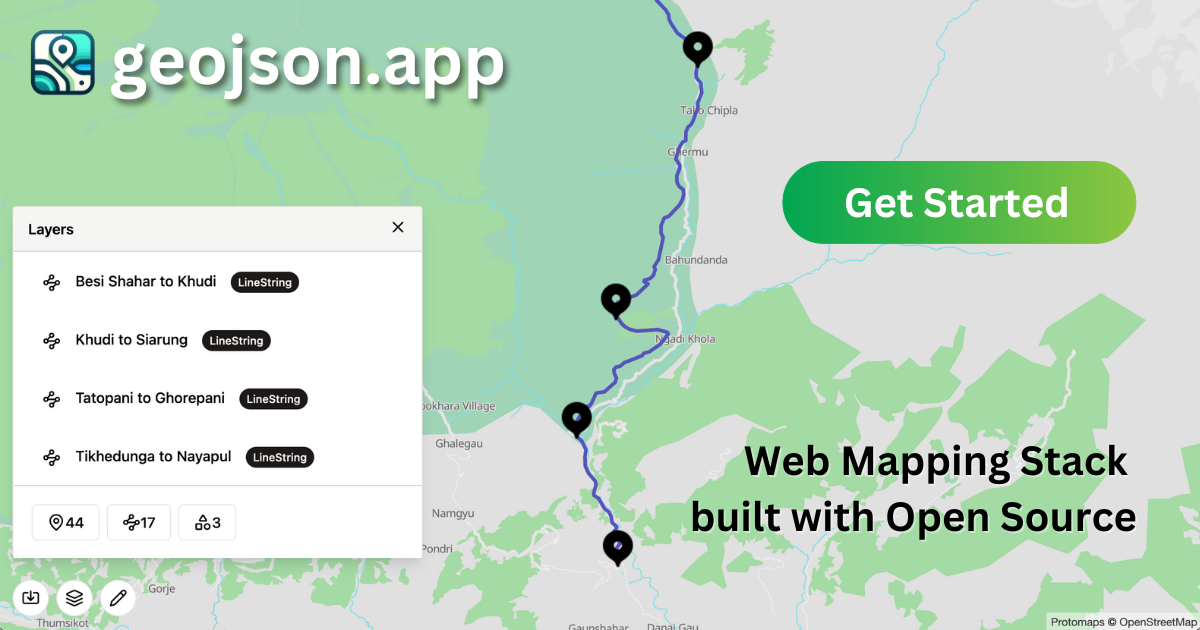 geojson.app
Talo Chipla
Ghermu
Get Started
Layers
Bahundanda
Besi Shahar to Khudi LineString
Khudi to Siarung LineString
Ngadi Khola
Tatopani to Ghorepani LineString
ookhara Village
Ghalegau
Tikhedunga to Nayapul LineString
Web Mapping Stack
built with Open Source
Namgyu
44 17 3
Pondri
Gorje
Thumsikot
Gaunshahar
Danai Gau
Protomaps © OpenStreetMap